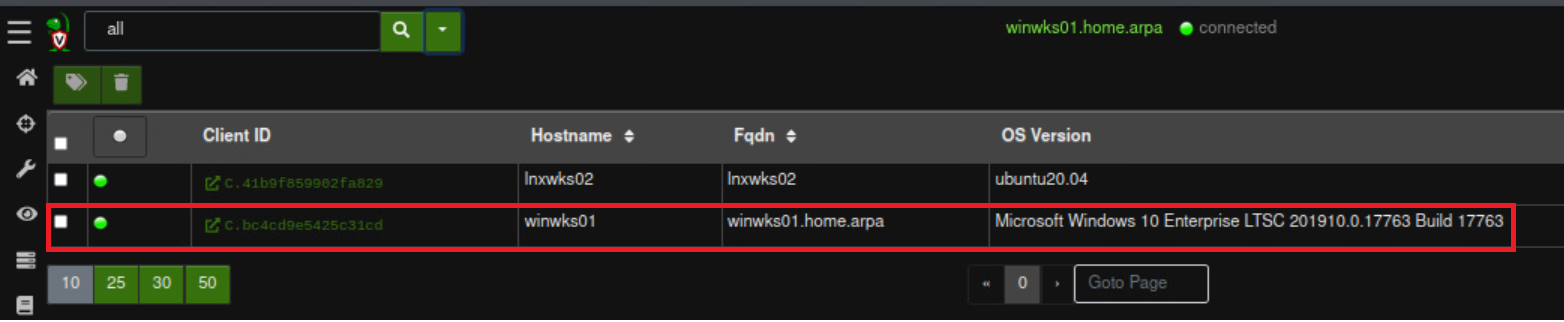 all winwks01.home.arpa connected
Client ID Hostname Fqdn OS Version
C.41b9f859902fa829 lnxwks02 lnxwks02 ubuntu20.04
C.bc4cd9e5425c31cd winwks01 winwks01.home.arpa Microsoft Windows 10 Enterprise LTSC 201910.0.17763 Build 17763
10 25 30 50 « 0 › Goto Page